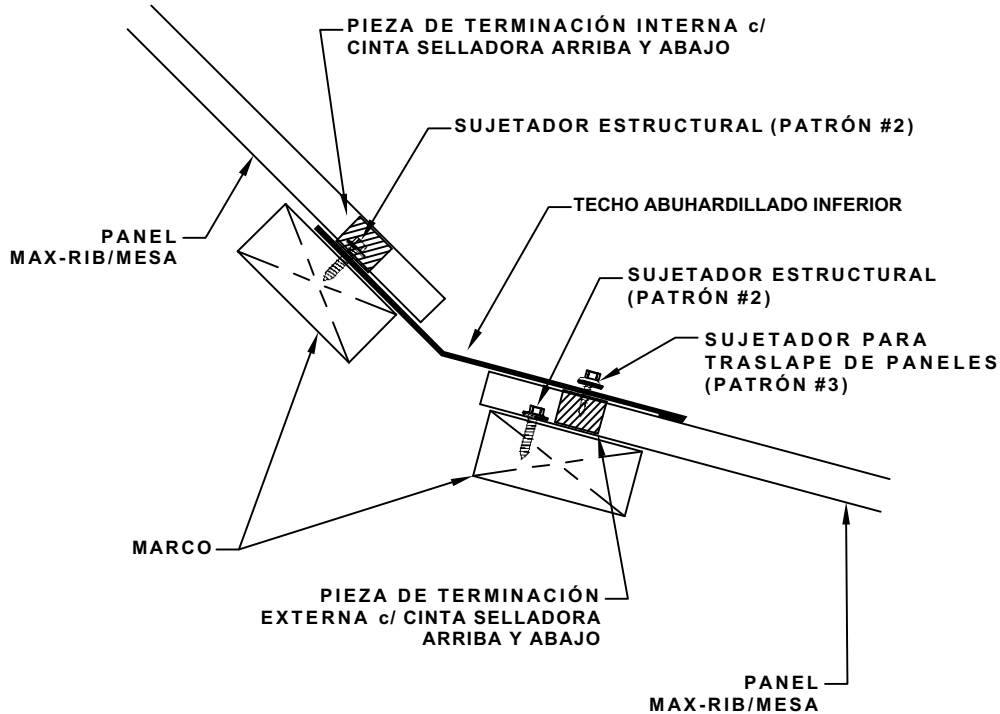 PIEZA DE TERMINACIÓN INTERNA c/
CINTA SELLADORA ARRIBA Y ABAJO
SUJETADOR ESTRUCTURAL (PATRÓN #2)
TECHO ABUHARDILLADO INFERIOR
PANEL
MAX-RIB/MESA
SUJETADOR ESTRUCTURAL
(PATRÓN #2)
SUJETADOR PARA
TRASLAPE DE PANELES
(PATRÓN #3)
MARCO
PIEZA DE TERMINACIÓN
EXTERNA c/ CINTA SELLADORA
ARRIBA Y ABAJO
PANEL
MAX-RIB/MESA